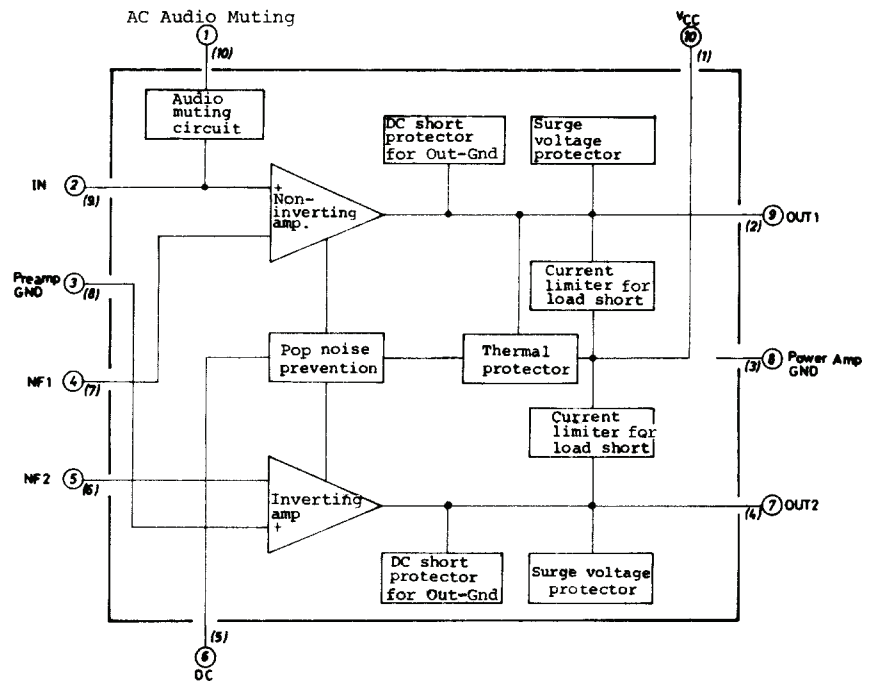 AC Audio Muting
1
(10)
VCC
10
(1)
Audio
muting
circuit
DC short
protector
for Out-Gnd
Surge
voltage
protector
IN
2
(9)
+
Non-
inverting
amp.
9
OUT1
(2)
Preamp
GND
3
(8)
Current
limiter for
load short
Pop noise
prevention
Thermal
protector
8
Power Amp
GND
(3)
NF1
4
(7)
Current
limiter for
load short
NF2
5
(6)
Inverting
amp
+
7
OUT2
(4)
DC short
protector
for Out-Gnd
Surge voltage
protector
(5)
6
DC